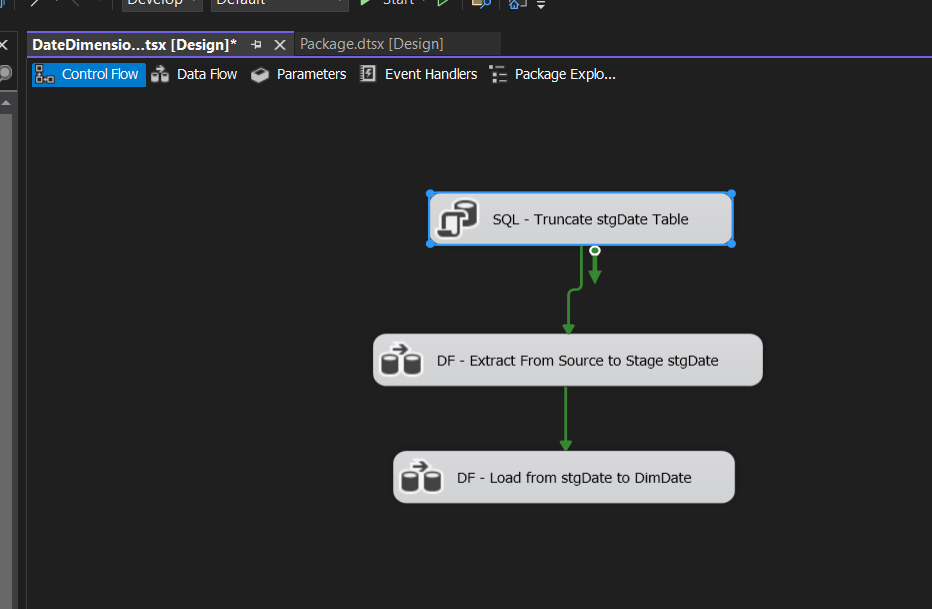 Develop Default Start
DateDimensio...tsx [Design]* Package.dtsx [Design]
Control Flow Data Flow Parameters Event Handlers Package Explo...
SQL - Truncate stgDate Table
DF - Extract From Source to Stage stgDate
DF - Load from stgDate to DimDate